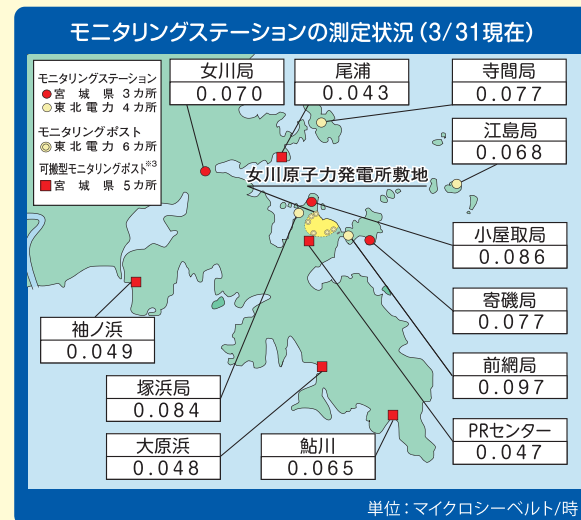 モニタリングステーションの測定状況（3/31現在）
モニタリングステーション
宮城県3カ所
東北電力4カ所
モニタリングポスト
東北電力6カ所
可搬型モニタリングポスト※3
宮城県5カ所
女川局
0.070
尾浦
0.043
寺間局
0.077
江島局
0.068
女川原子力発電所敷地
小屋取局
0.086
寄磯局
0.077
前網局
0.097
PRセンター
0.047
袖ノ浜
0.049
塚浜局
0.084
大原浜
0.048
鮎川
0.065
単位：マイクロシーベルト/時